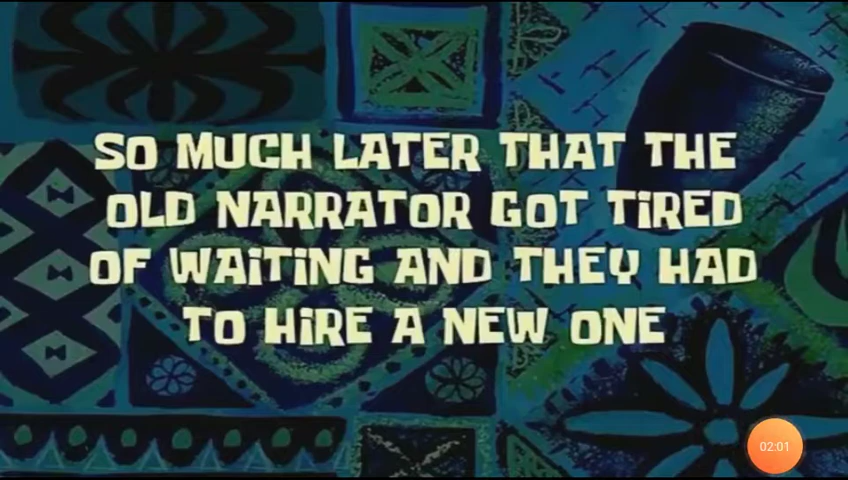 SO MUCH LATER THAT THE
OLD NARRATOR GOT TiRED
OF WAiTiNG AND THEY HAD
TO HiRE A NEW ONE
02:01